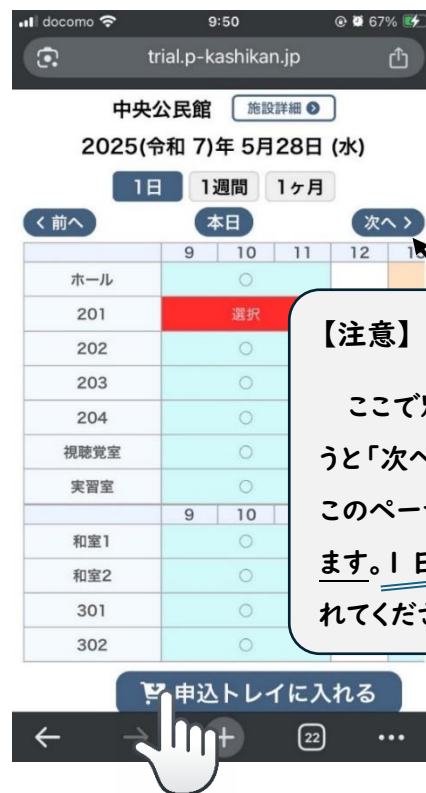 docomo 9:50 67%
trial.p-kashikan.jp
中央公民館 施設詳細
2025(令和 7)年 5月28日 (水)
1日 1週間 1ヶ月
< 前へ 本日 次へ >
9 10 11 12
ホール ○
201 選択
202 ○
203 ○
204 ○
視聴覚室 ○
実習室 ○
9 10
和室1 ○
和室2 ○
301 ○
302 ○
【注意】
ここで
うと「次へ
このペー
ます。1日
れてくださ
申込トレイに入れる
22